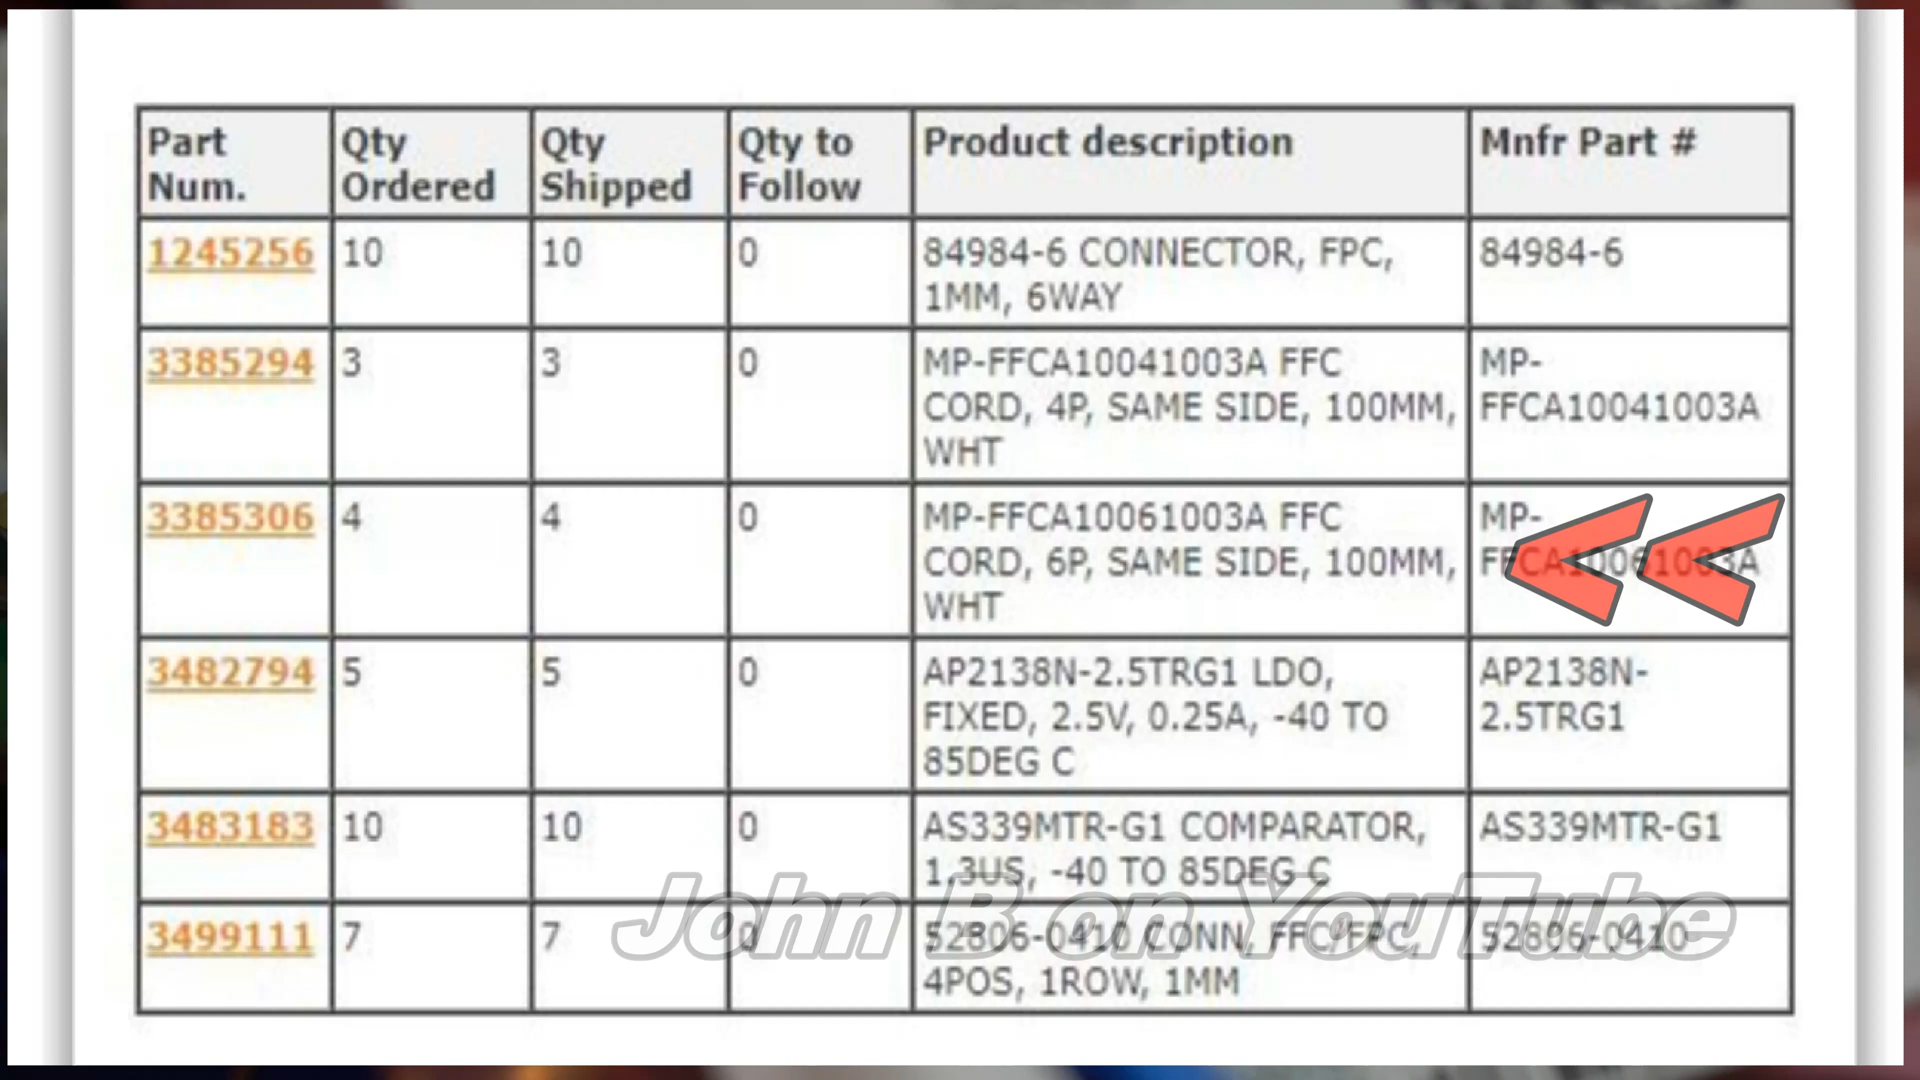 Part Num.
Qty Ordered
Qty Shipped
Qty to Follow
Product description
Mnfr Part #
1245256
10
10
0
84984-6 CONNECTOR, FPC,
1MM, 6WAY
84984-6
3385294
3
3
0
MP-FFCA10041003A FFC
CORD, 4P, SAME SIDE, 100MM,
WHT
MP-
FFCA10041003A
3385306
4
4
0
MP-FFCA10061003A FFC
CORD, 6P, SAME SIDE, 100MM,
WHT
MP-
FFCA10061003A
3482794
5
5
0
AP2138N-2.5TRG1 LDO,
FIXED, 2.5V, 0.25A, -40 TO
85DEG C
AP2138N-
2.5TRG1
3483183
10
10
0
AS339MTR-G1 COMPARATOR,
1.3US, -40 TO 85DEG C
AS339MTR-G1
3499111
7
7
0
52806-0410 CONN, FFC/FPC,
4POS, 1ROW, 1MM
52806-0410
John B on YouTube